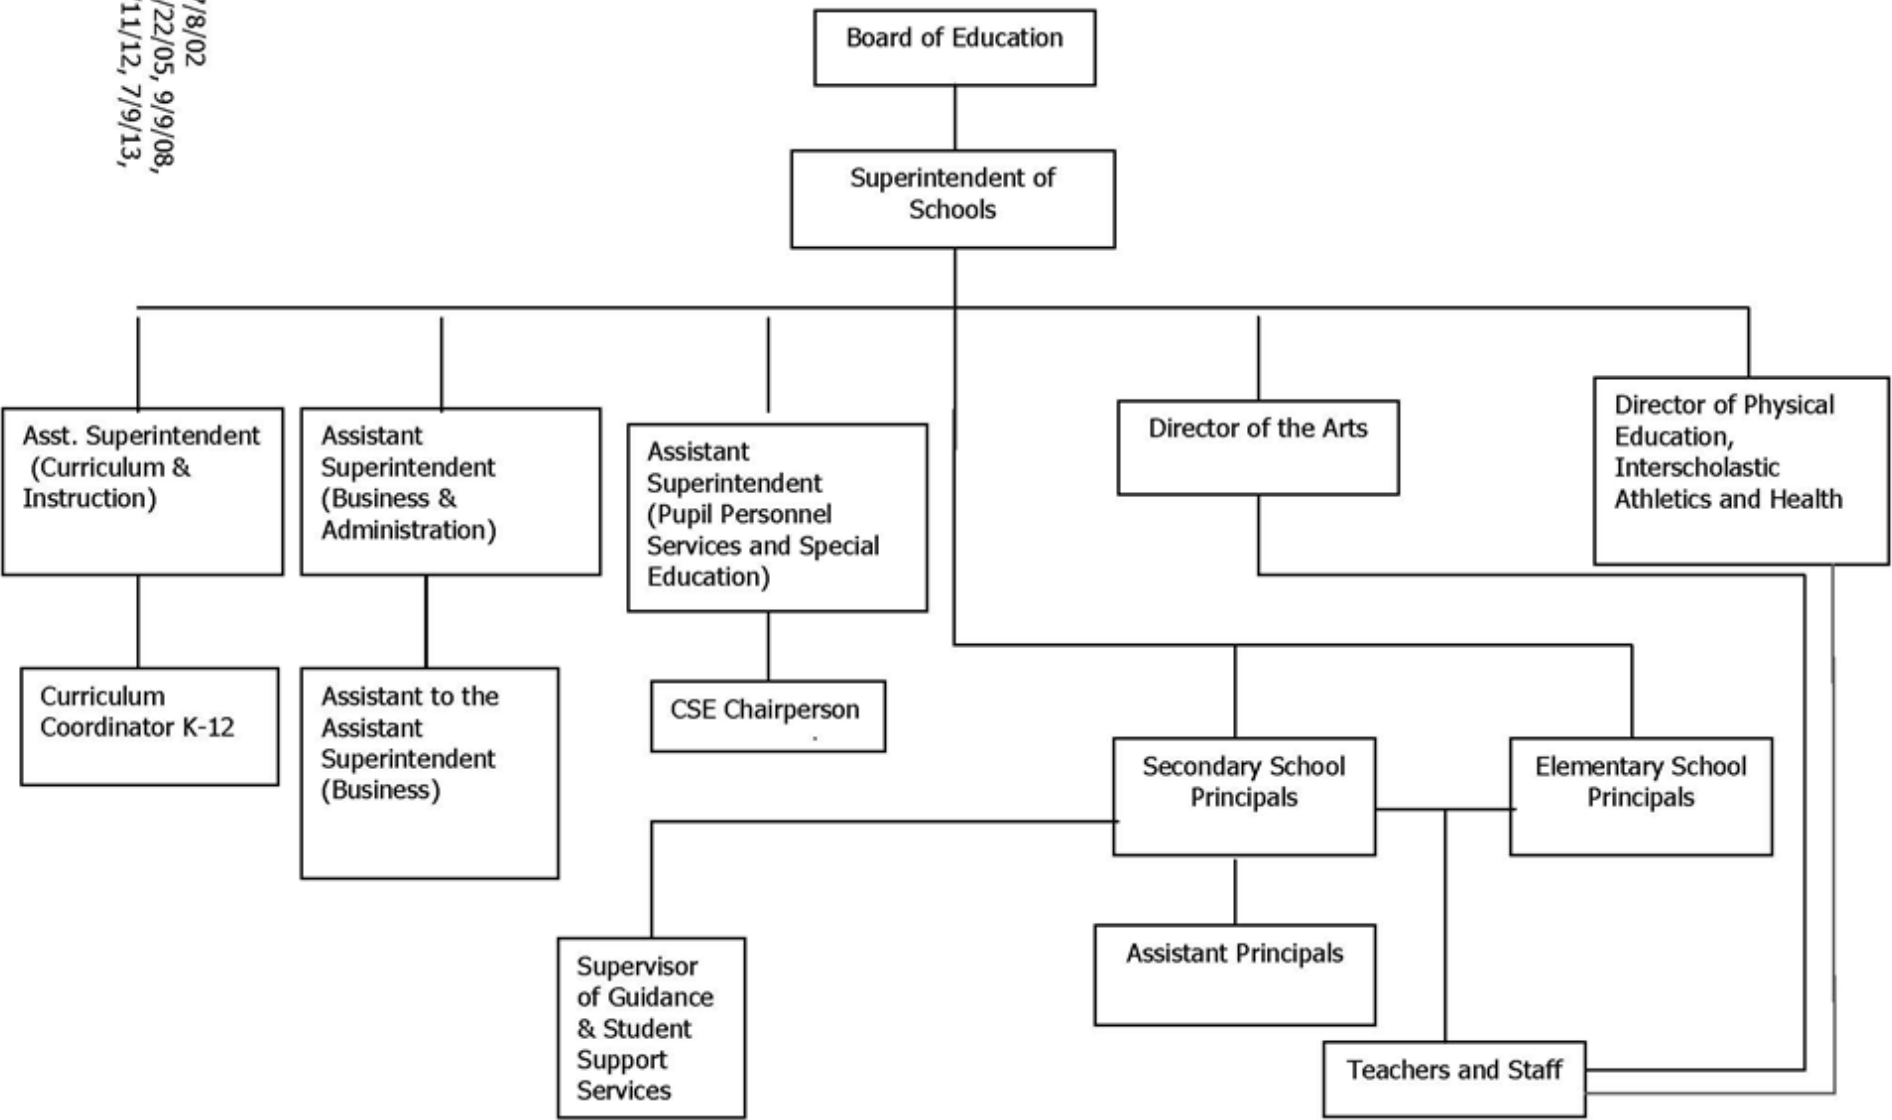 7/8/02
/22/05, 9/9/08,
/11/12, 7/9/13,
Board of Education
Superintendent of
Schools
Asst. Superintendent
(Curriculum &
Instruction)
Assistant
Superintendent
(Business &
Administration)
Assistant
Superintendent
(Pupil Personnel
Services and Special
Education)
Director of the Arts
Director of Physical
Education,
Interscholastic
Athletics and Health
Curriculum
Coordinator K-12
Assistant to the
Assistant
Superintendent
(Business)
CSE Chairperson
.
Secondary School
Principals
Elementary School
Principals
Supervisor
of Guidance
& Student
Support
Services
Assistant Principals
Teachers and Staff